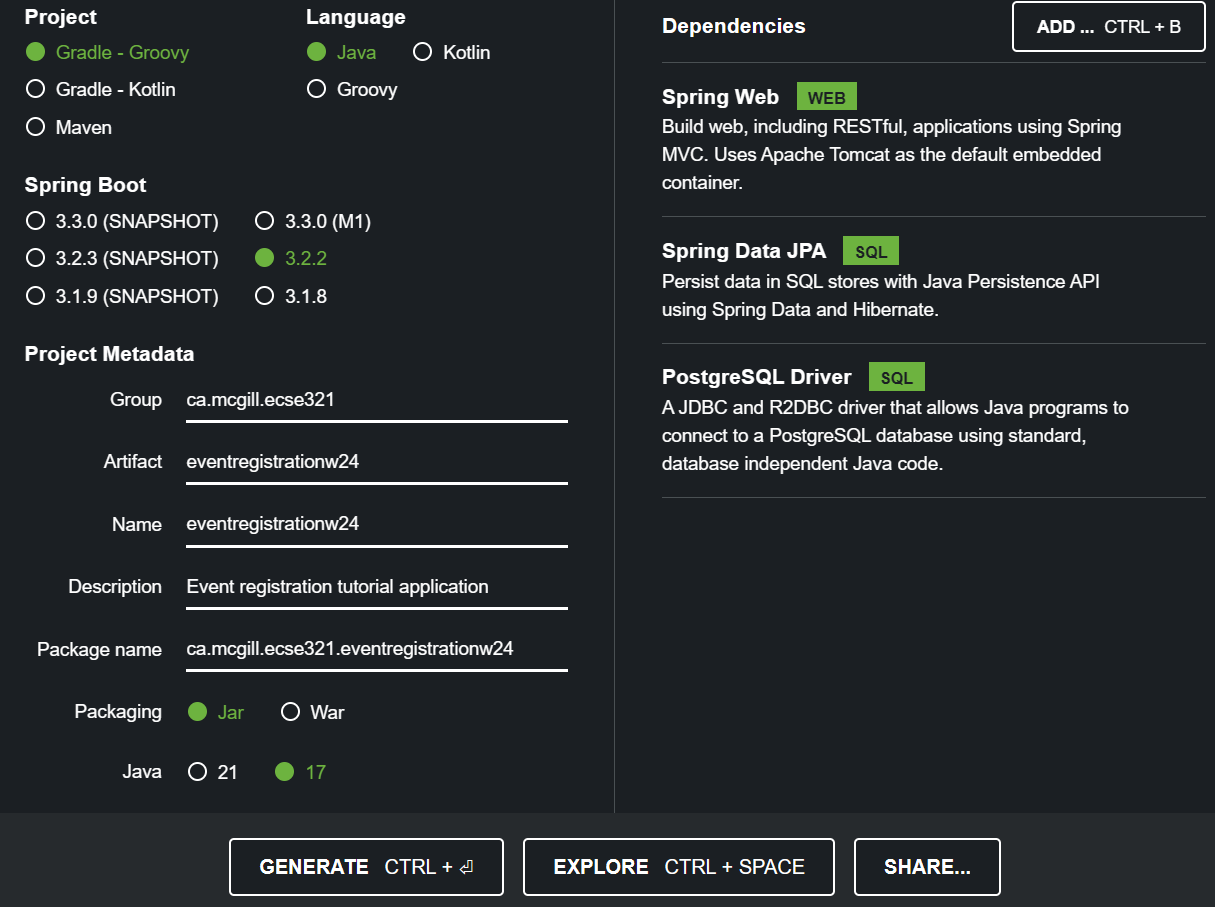 Project
Gradle - Groovy
Gradle - Kotlin
Maven
Language
Java Kotlin
Groovy
Spring Boot
3.3.0 (SNAPSHOT) 3.3.0 (M1)
3.2.3 (SNAPSHOT) 3.2.2
3.1.9 (SNAPSHOT) 3.1.8
Project Metadata
Group ca.mcgill.ecse321
Artifact eventregistrationw24
Name eventregistrationw24
Description Event registration tutorial application
Package name ca.mcgill.ecse321.eventregistrationw24
Packaging Jar War
Java 21 17
Dependencies ADD ... CTRL + B
Spring Web WEB
Build web, including RESTful, applications using Spring
MVC. Uses Apache Tomcat as the default embedded
container.
Spring Data JPA SQL
Persist data in SQL stores with Java Persistence API
using Spring Data and Hibernate.
PostgreSQL Driver SQL
A JDBC and R2DBC driver that allows Java programs to
connect to a PostgreSQL database using standard,
database independent Java code.
GENERATE CTRL + ⏎ EXPLORE CTRL + SPACE SHARE...